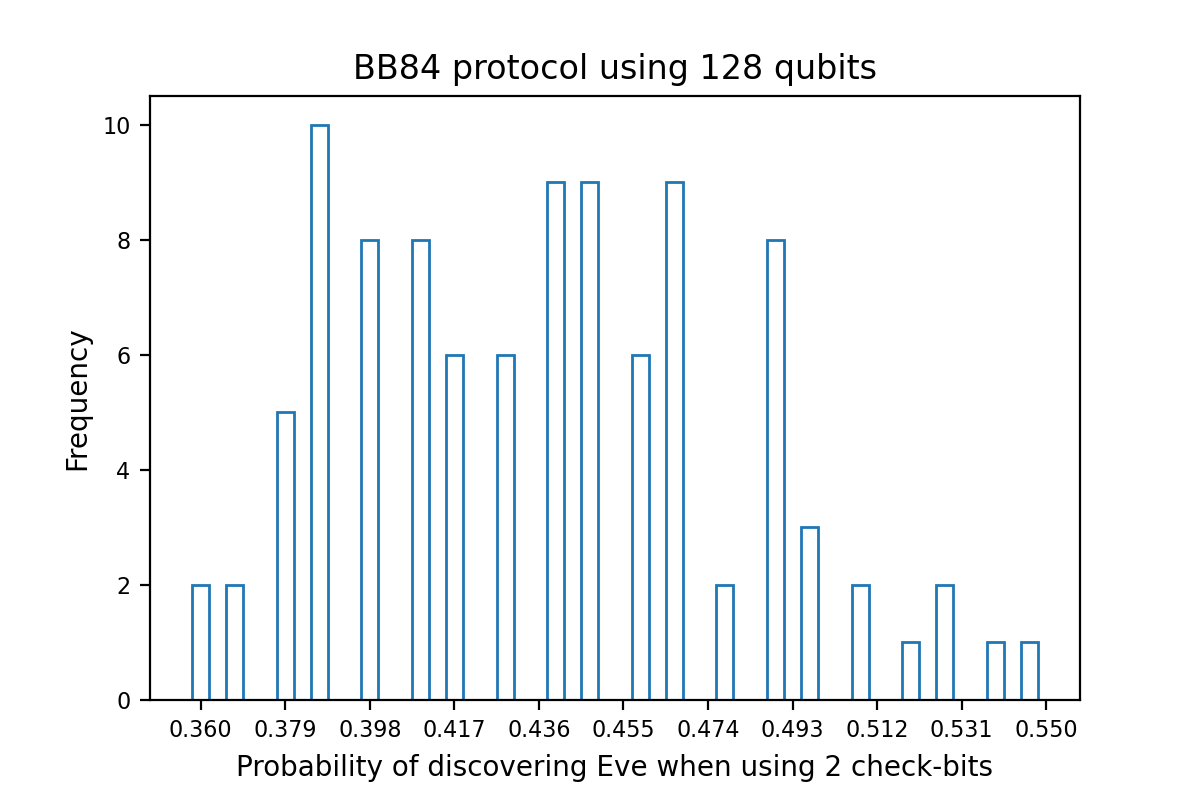 BB84 protocol using 128 qubits
10
8
6
4
2
0
Frequency
0.360 0.379 0.398 0.417 0.436 0.455 0.474 0.493 0.512 0.531 0.550
Probability of discovering Eve when using 2 check-bits